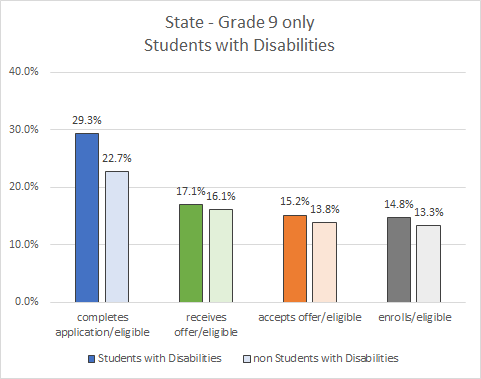 State - Grade 9 only
Students with Disabilities
40.0%
30.0%
20.0%
10.0%
0.0%
29.3%
22.7%
17.1%
16.1%
15.2%
13.8%
14.8%
13.3%
completes
application/eligible
receives
offer/eligible
accepts offer/eligible
enrolls/eligible
Students with Disabilities
non Students with Disabilities